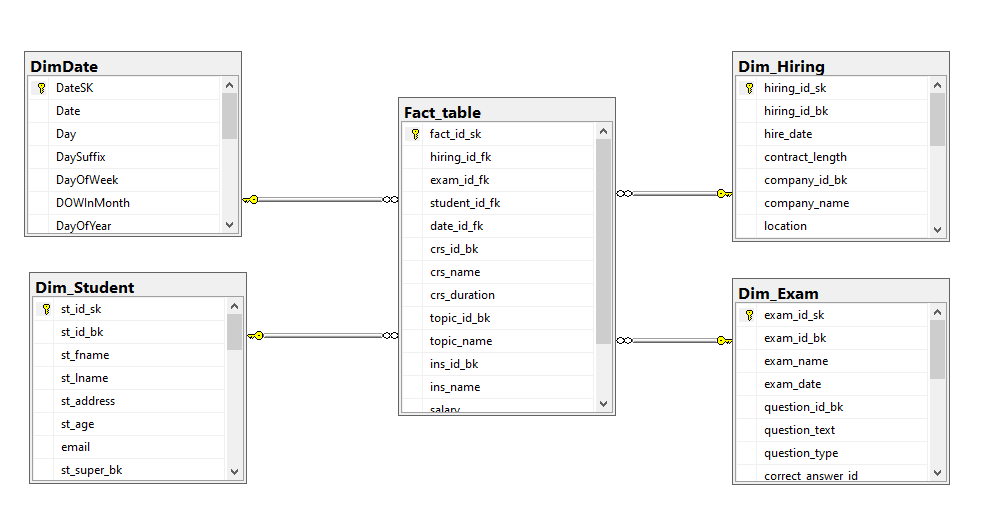 DimDate
DateSK
Date
Day
DaySuffix
DayOfWeek
DOWInMonth
DayOfYear
Dim_Student
st_id_sk
st_id_bk
st_fname
st_lname
st_address
st_age
email
st_super_bk
Fact_table
fact_id_sk
hiring_id_fk
exam_id_fk
student_id_fk
date_id_fk
crs_id_bk
crs_name
crs_duration
topic_id_bk
topic_name
ins_id_bk
ins_name
salary
Dim_Hiring
hiring_id_sk
hiring_id_bk
hire_date
contract_length
company_id_bk
company_name
location
Dim_Exam
exam_id_sk
exam_id_bk
exam_name
exam_date
question_id_bk
question_text
question_type
correct_answer_id